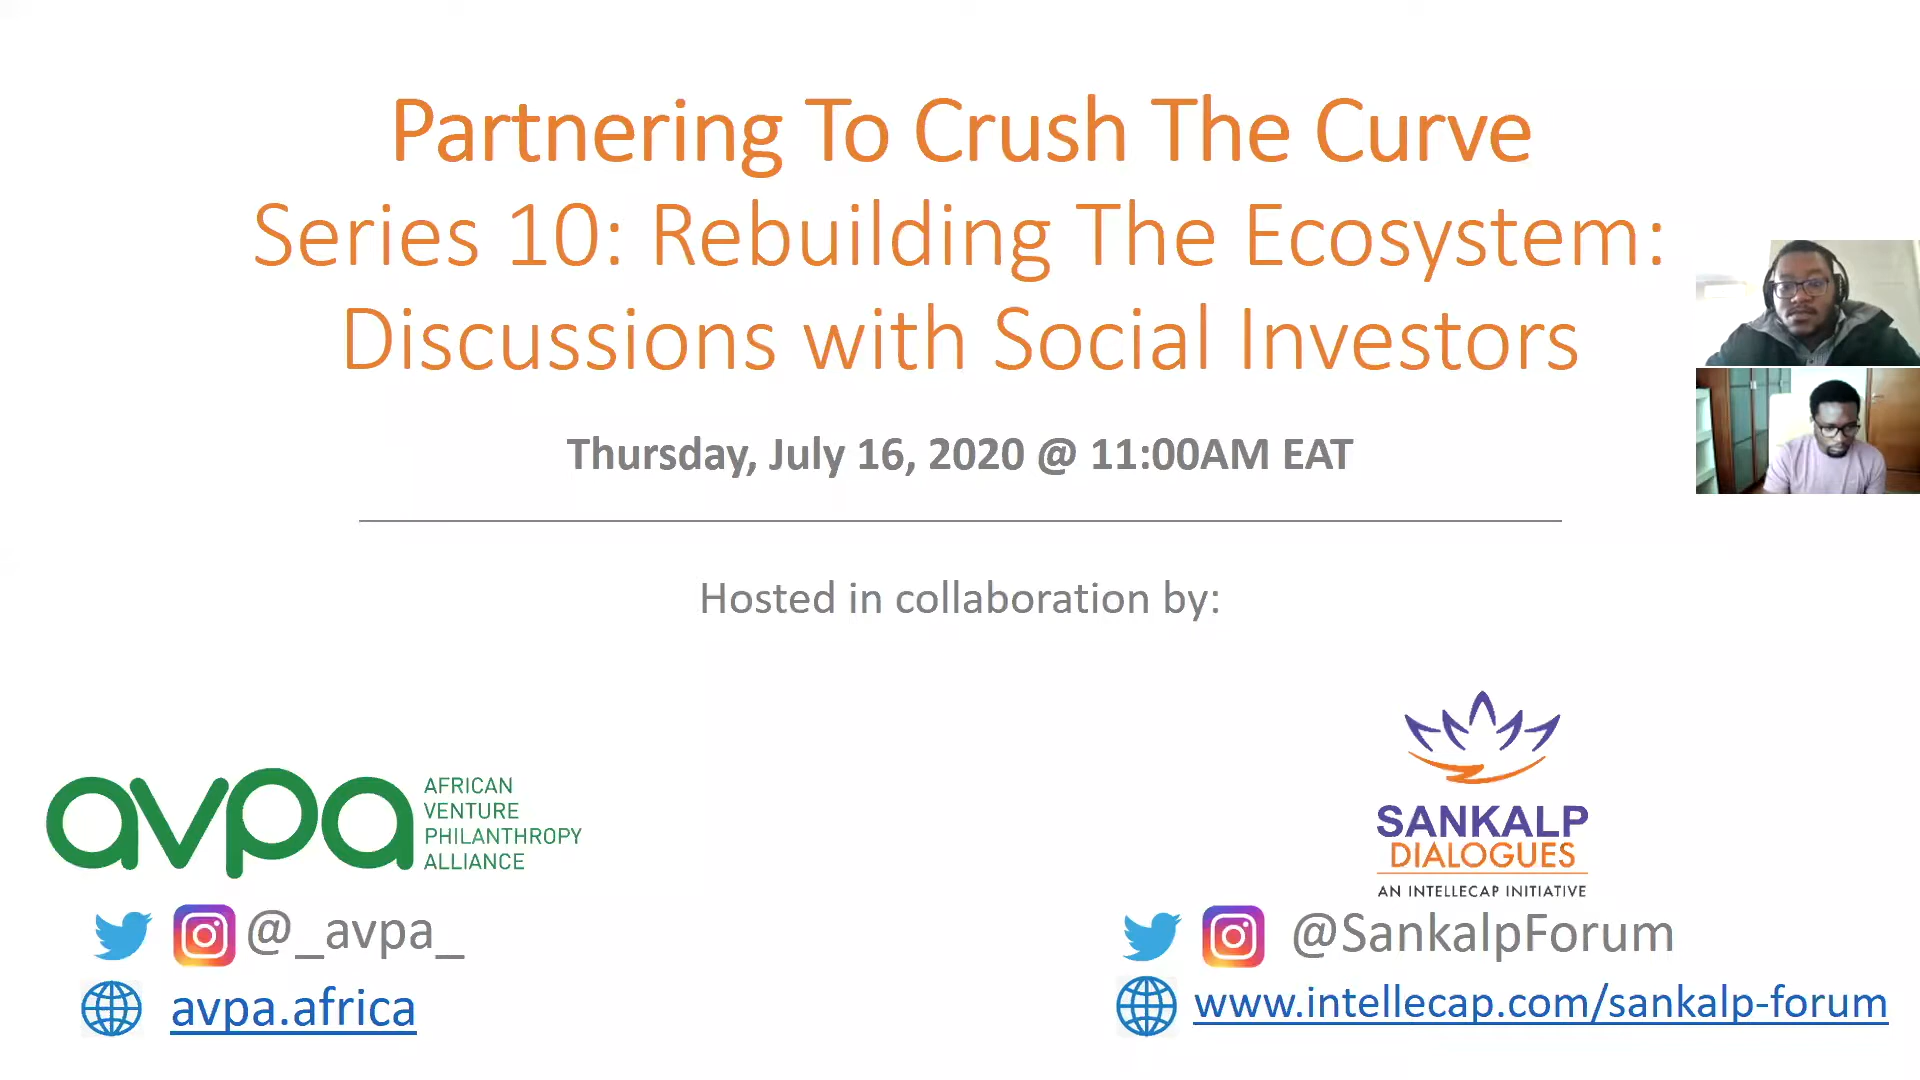 Partnering To Crush The Curve
Series 10: Rebuilding The Ecosystem:
Discussions with Social Investors
Thursday, July 16, 2020 @ 11:00AM EAT
Hosted in collaboration by:
avpa
AFRICAN
VENTURE
PHILANTHROPY
ALLIANCE
@_avpa_
avpa.africa
SANKALP
DIALOGUES
AN INTELLECAP INITIATIVE
@SankalpForum
www.intellecap.com/sankalp-forum